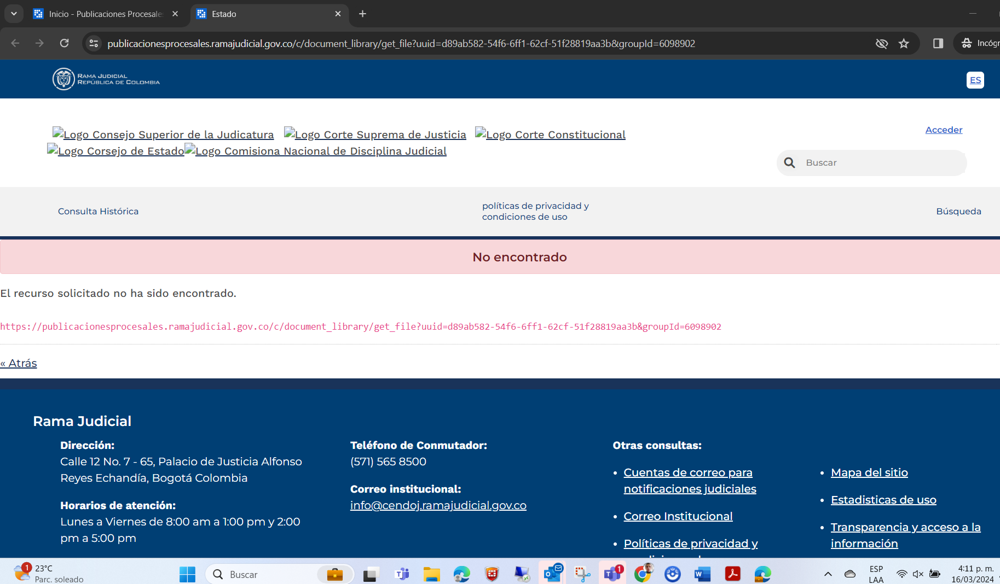 Inicio - Publicaciones Procesales
Estado
publicacionesprocesales.ramajudicial.gov.co/c/document_library/get_file?uuid=d89ab582-54f6-6ff1-62cf-51f28819aa3b&groupId=6098902
Incógr
RAMA JUDICIAL
REPÚBLICA DE COLOMBIA
ES
Logo Consejo Superior de la Judicatura Logo Corte Suprema de Justicia Logo Corte Constitucional
Logo Corsejo de Estado Logo Comisiona Nacional de Disciplina Judicial
Acceder
Buscar
Consulta Histórica
políticas de privacidad y
condiciones de uso
Búsqueda
No encontrado
El recurso solicitado no ha sido encontrado.
https://publicacionesprocesales.ramajudicial.gov.co/c/document_library/get_file?uuid=d89ab582-54f6-6ff1-62cf-51f28819aa3b&groupId=6098902
« Atrás
Rama Judicial
Dirección:
Calle 12 No. 7 - 65, Palacio de Justicia Alfonso
Reyes Echandía, Bogotá Colombia
Horarios de atención:
Lunes a Viernes de 8:00 am a 1:00 pm y 2:00
pm a 5:00 pm
Teléfono de Conmutador:
(571) 565 8500
Correo institucional:
info@cendoj.ramajudicial.gov.co
Otras consultas:
• Cuentas de correo para
notificaciones judiciales
• Correo Institucional
• Políticas de privacidad y
• Mapa del sitio
• Estadisticas de uso
• Transparencia y acceso a la
información
1
23°C
Parc. soleado
Buscar
1
ESP
LAA
4:11 p. m.
16/03/2024